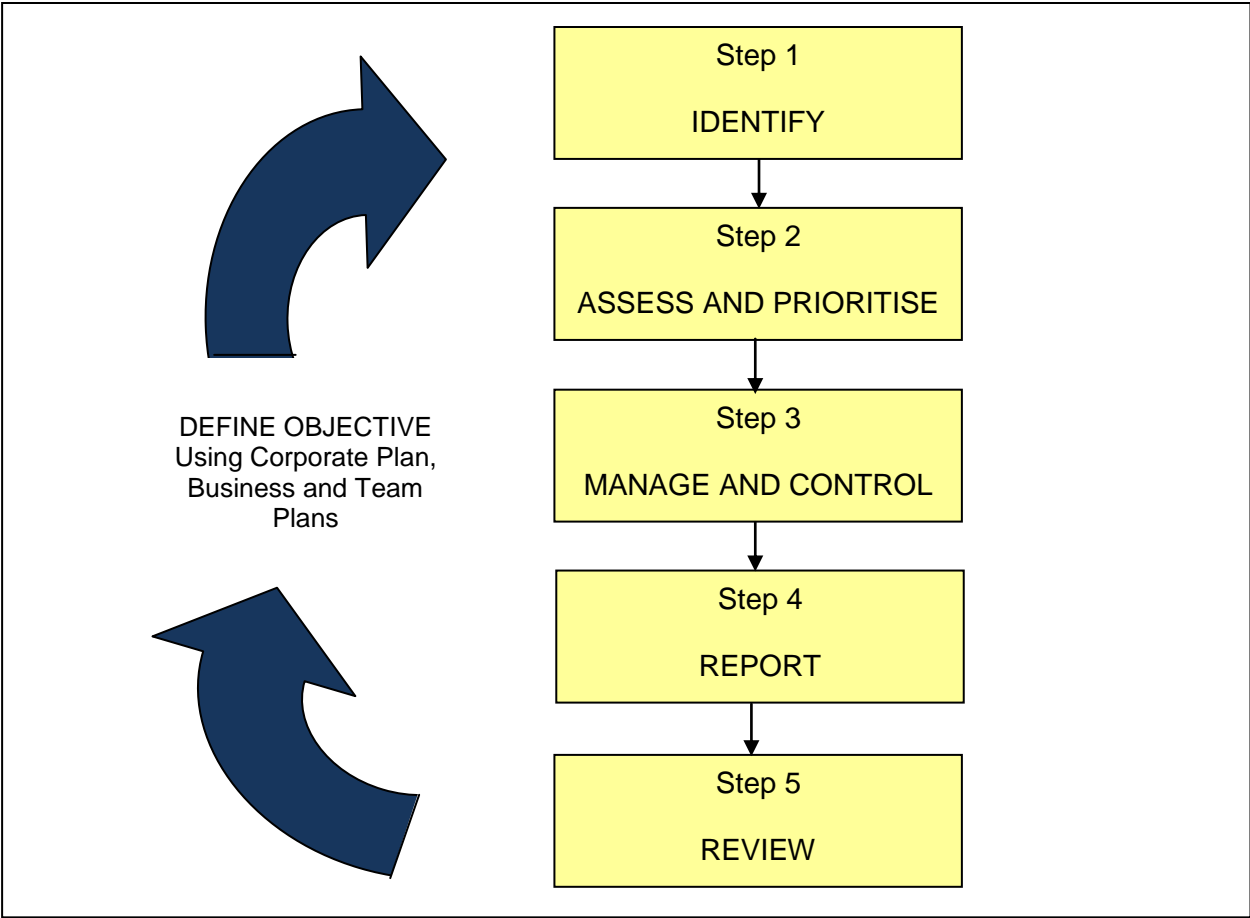 Step 1
IDENTIFY
Step 2
ASSESS AND PRIORITISE
Step 3
MANAGE AND CONTROL
Step 4
REPORT
Step 5
REVIEW
DEFINE OBJECTIVE
Using Corporate Plan,
Business and Team
Plans